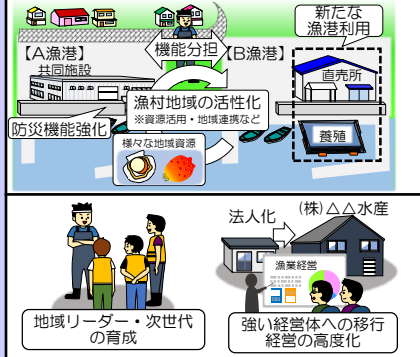 新たな
漁港利用
【A漁港】
機能分担
【B漁港】
共同施設
直売所
漁村地域の活性化
※資源活用・地域連携など
防災機能強化
養殖
様々な地域資源
法人化
(株)△△水産
漁業経営
地域リーダー・次世代
の育成
強い経営体への移行
経営の高度化